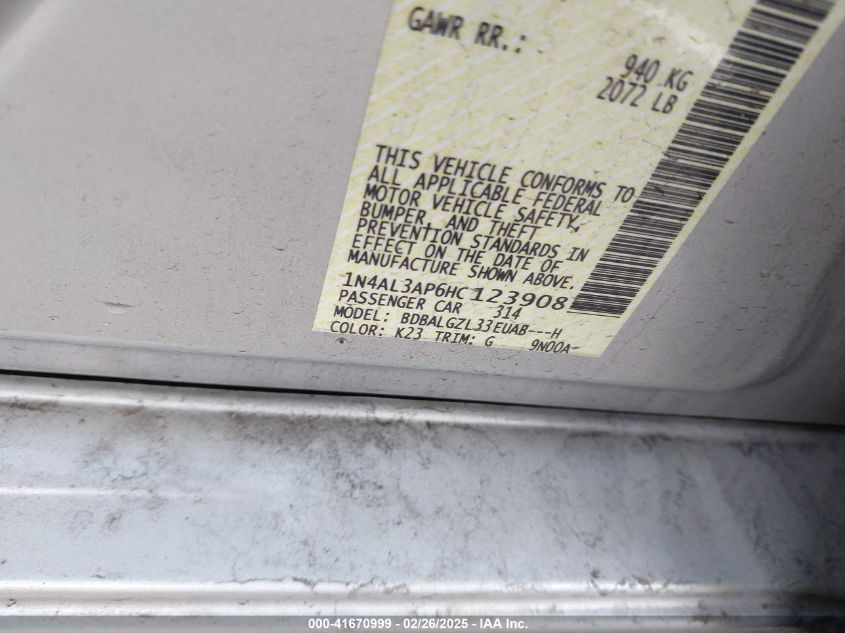 GAWR RR.:
940 KG
2072 LB
THIS VEHICLE CONFORMS TO
ALL APPLICABLE FEDERAL
MOTOR VEHICLE SAFETY,
BUMPER, AND THEFT
PREVENTION STANDARDS IN
EFFECT ON THE DATE OF
MANUFACTURE SHOWN ABOVE.
1N4AL3AP6HC123908
PASSENGER CAR 314
MODEL: BDBALGZL33EUAB---H
COLOR: K23 TRIM: G 9N00A
000-41670999 - 02/26/2025 - IAA Inc.